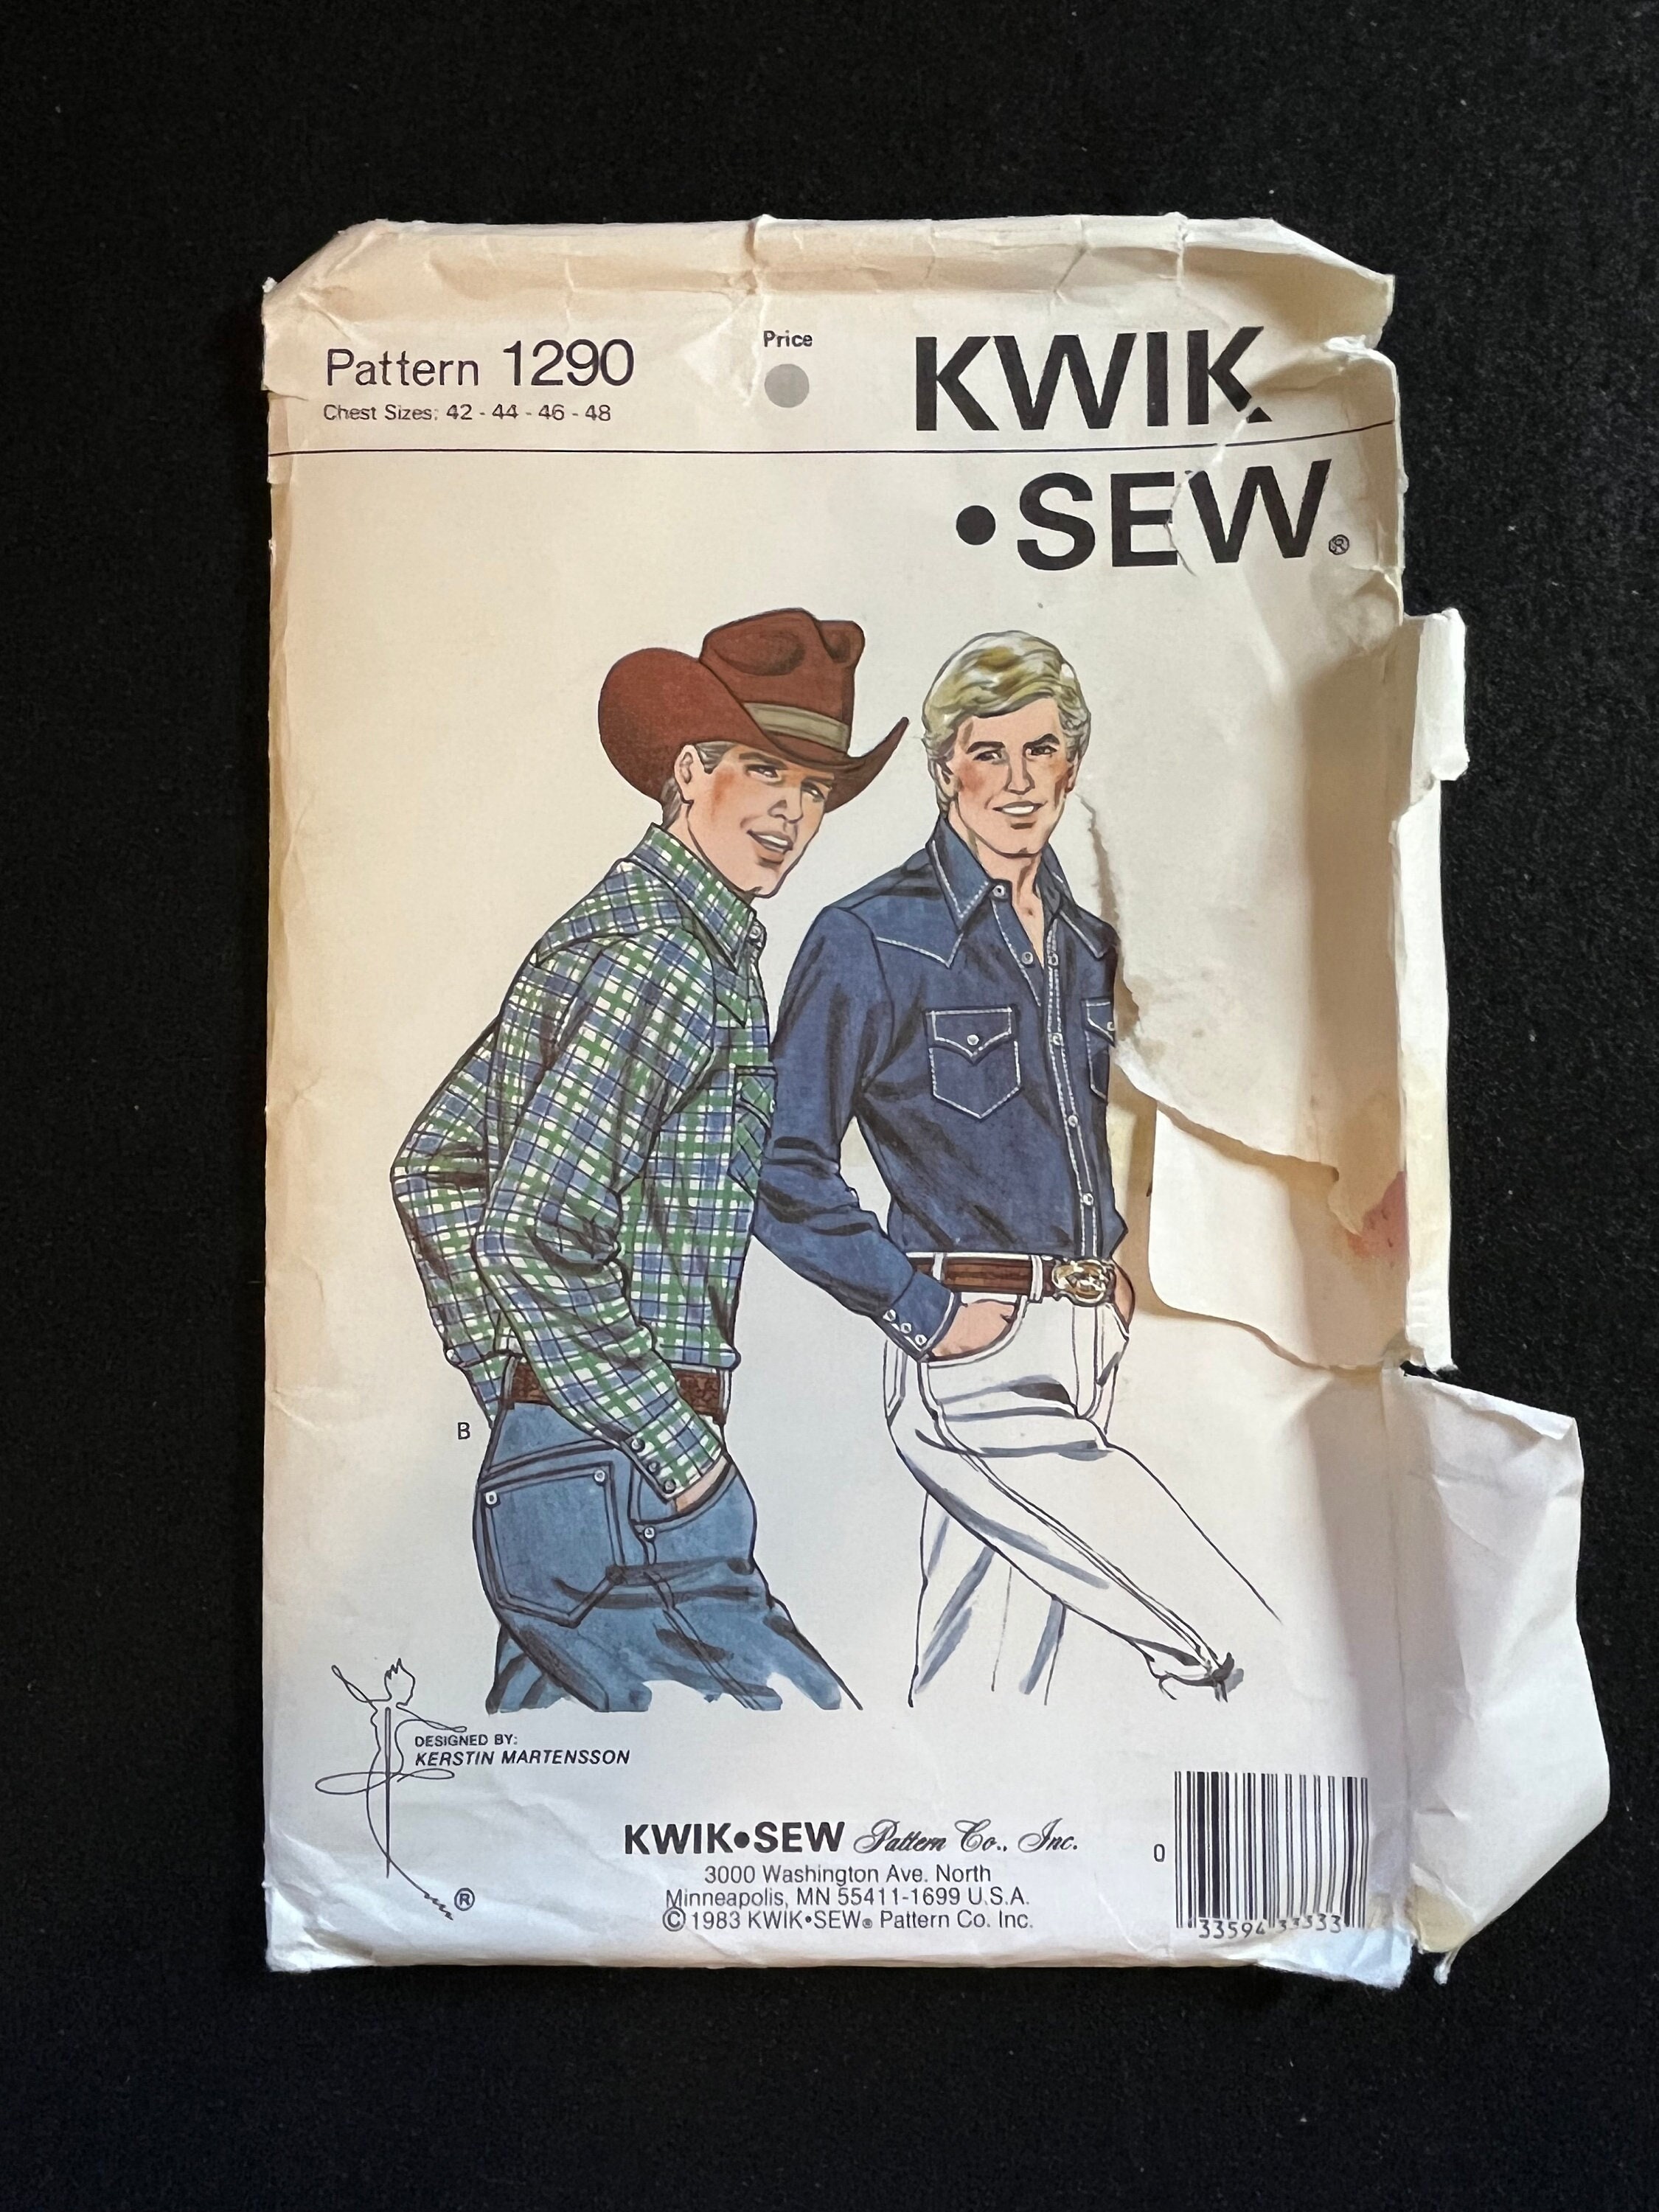 Pattern 1290
Chest Sizes: 42 - 44 - 46 - 48
Price
KWIK
•SEW®
B
DESIGNED BY:
KERSTIN MARTENSSON
®
KWIK•SEW Pattern Co., Inc.
3000 Washington Ave. North
Minneapolis, MN 55411-1699 U.S.A.
© 1983 KWIK•SEW® Pattern Co. Inc.
0 33594 33333